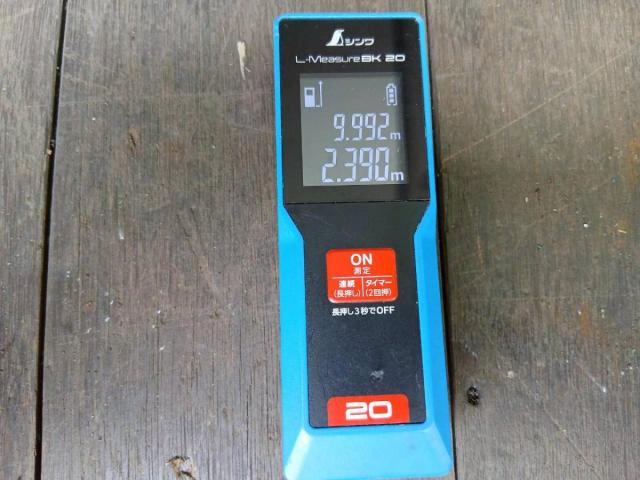 シンワ
L-Measure BK 20
9.992m
2.390m
ON
測定
連続 タイマー
(長押し) (2回押)
長押し3秒でOFF
20